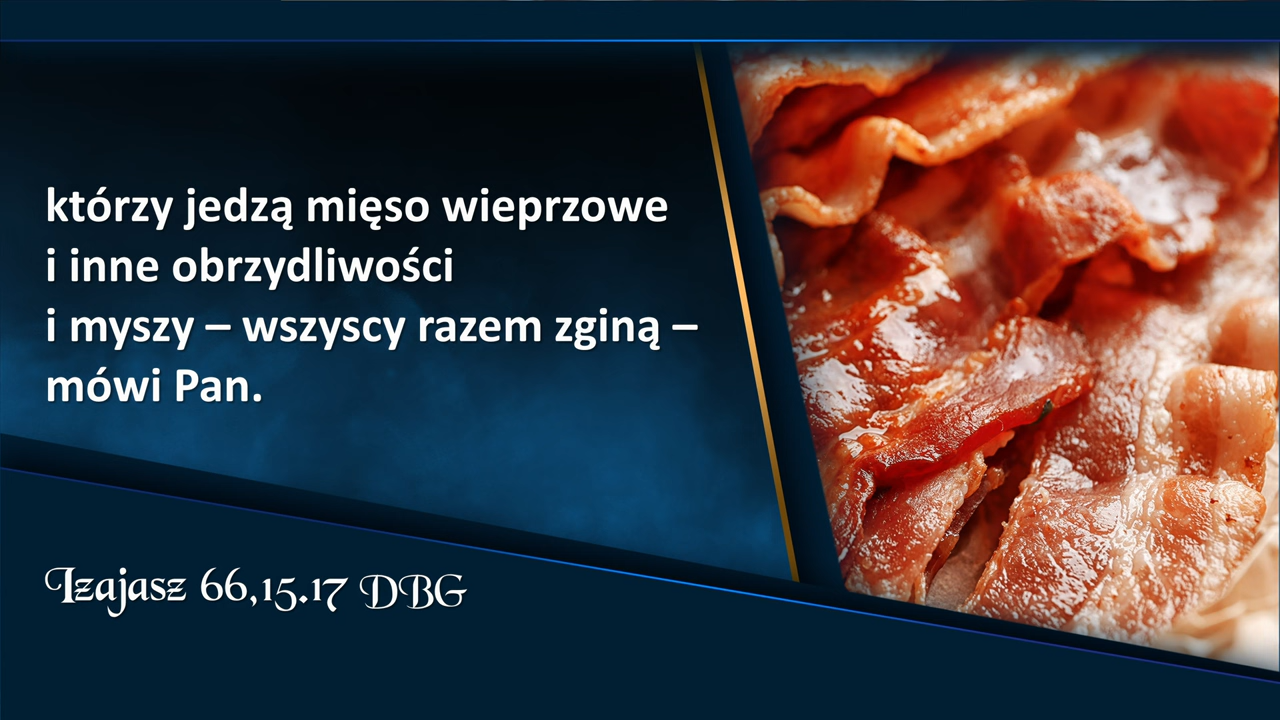 którzy jedzą mięso wieprzowe
i inne obrzydliwości
i myszy – wszyscy razem zginą –
mówi Pan.
Izajasz 66,15.17 DBG